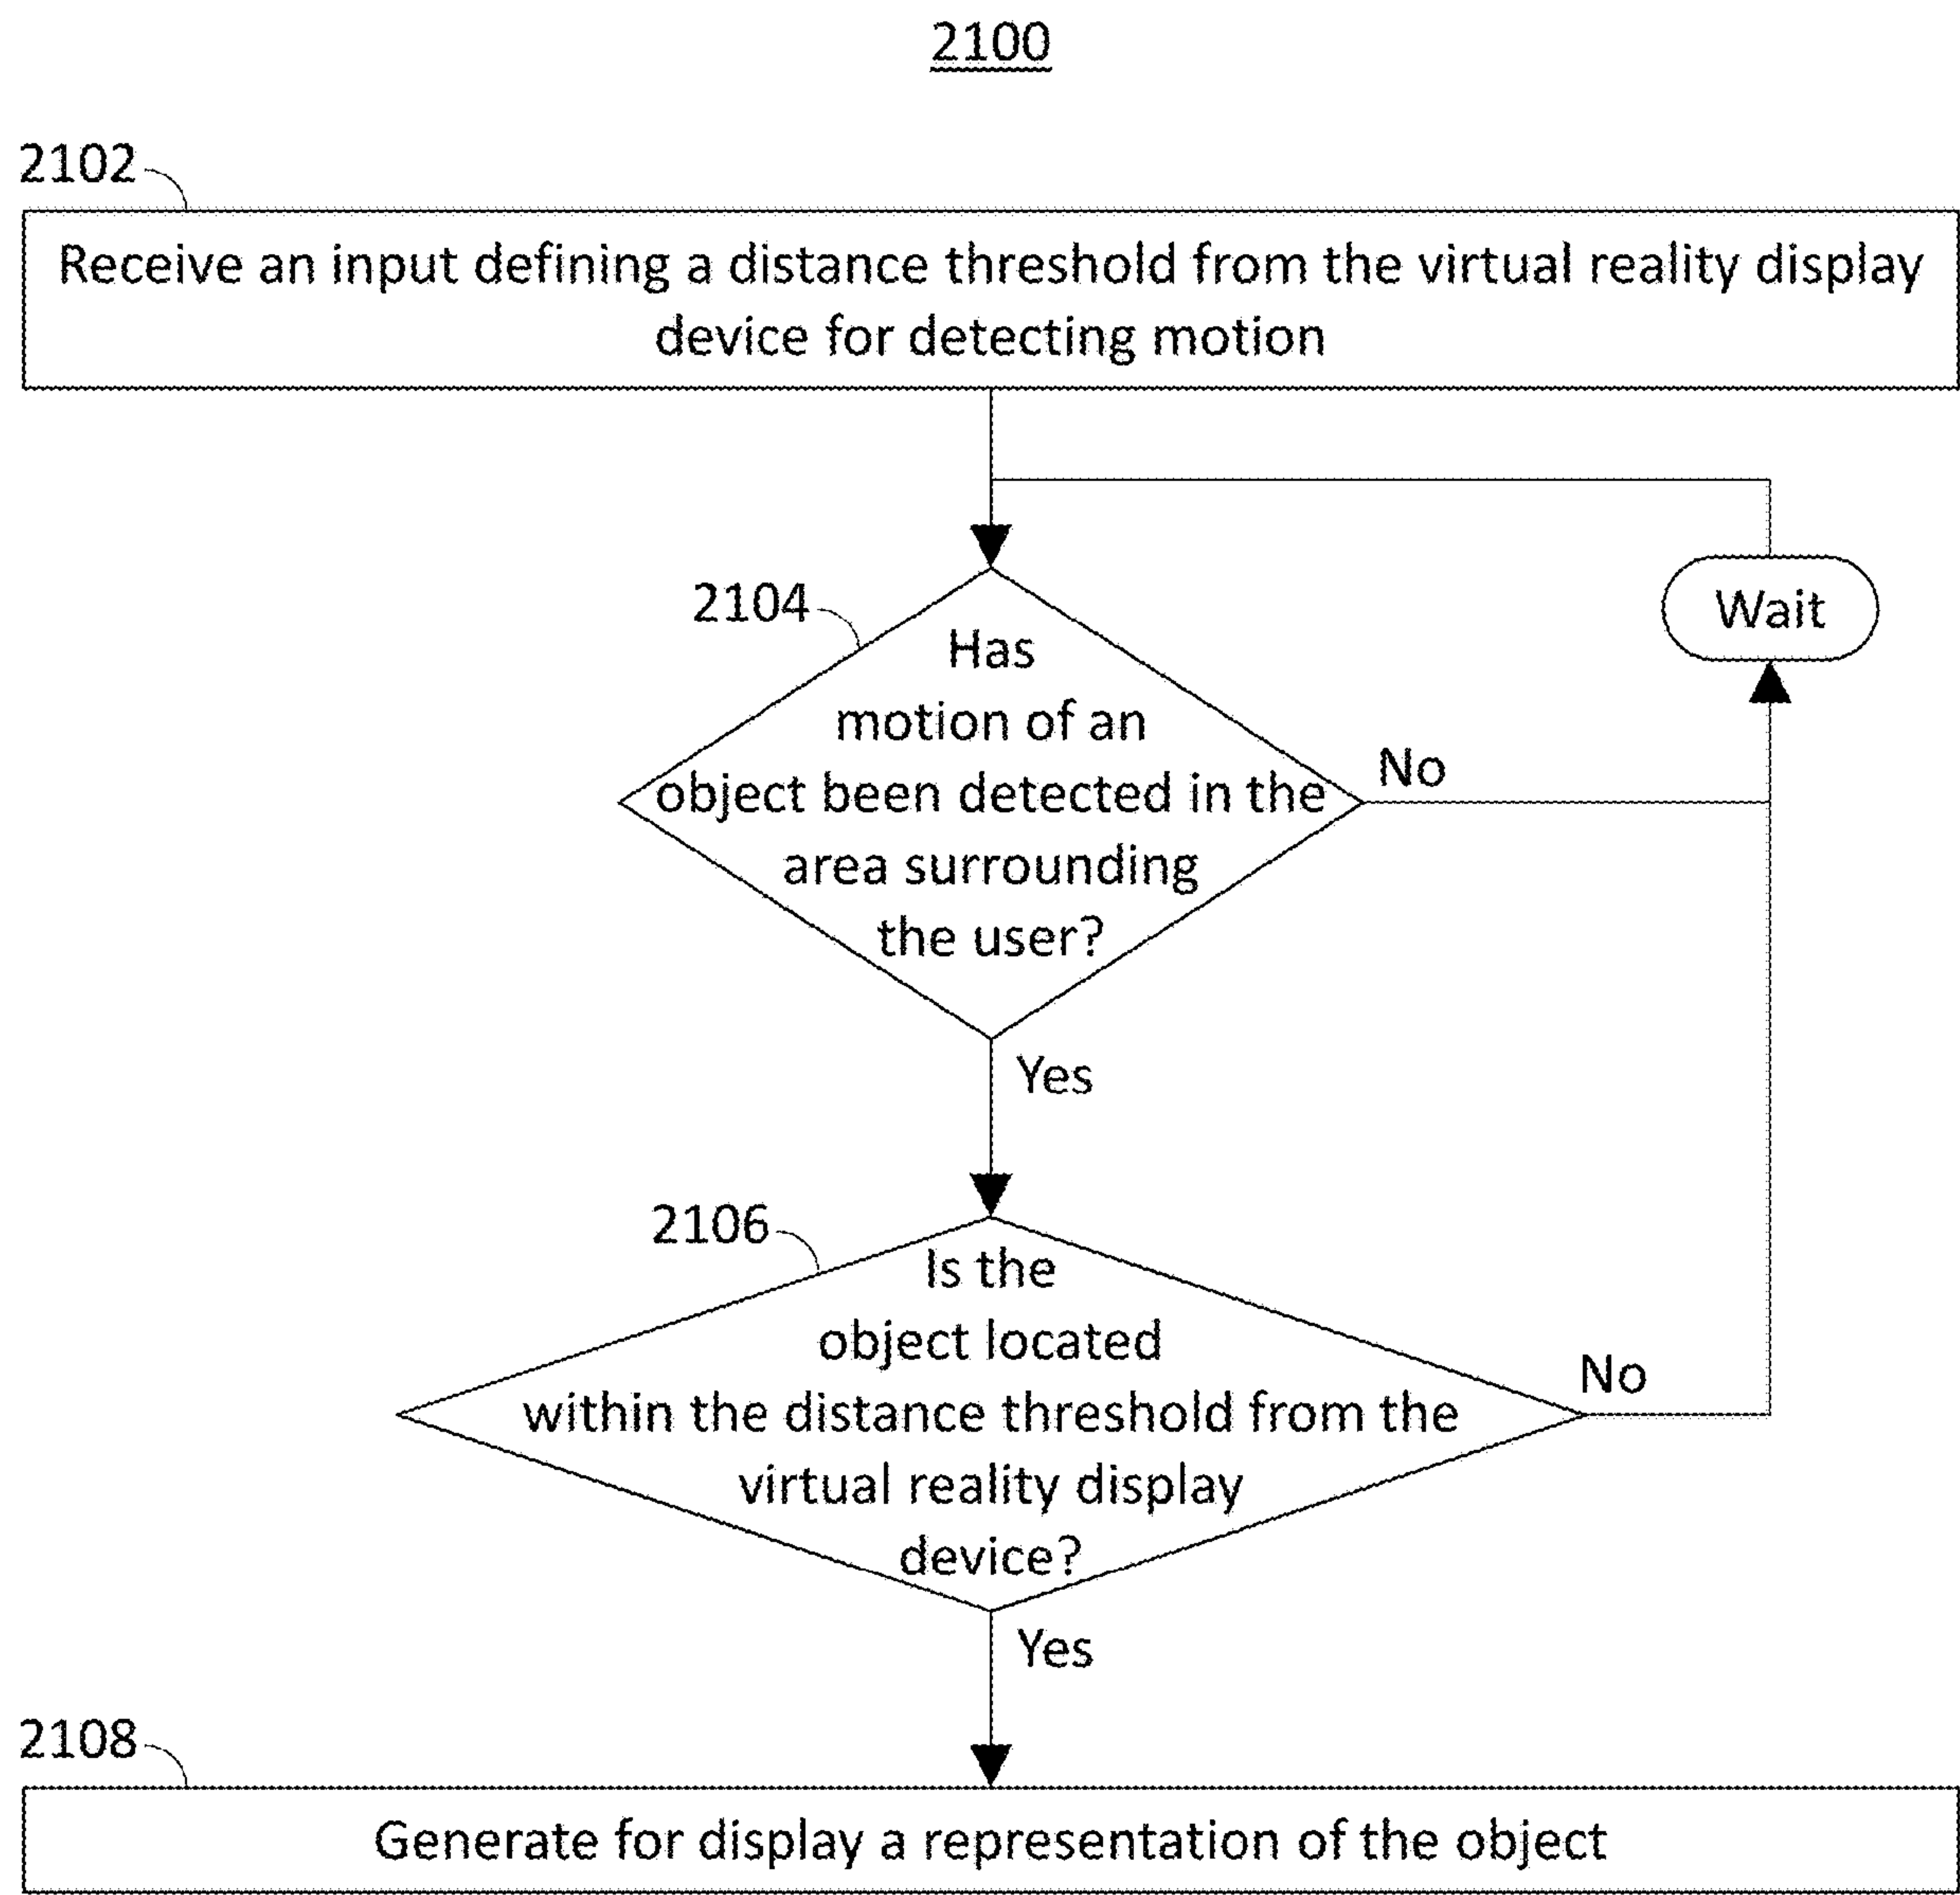 2100
2102
Receive an input defining a distance threshold from the virtual reality display
device for detecting motion
Wait
2104
Has
motion of an
object been detected in the
area surrounding
the user?
No
Yes
2106
Is the
object located
within the distance threshold from the
virtual reality display
device?
No
Yes
2108
Generate for display a representation of the object